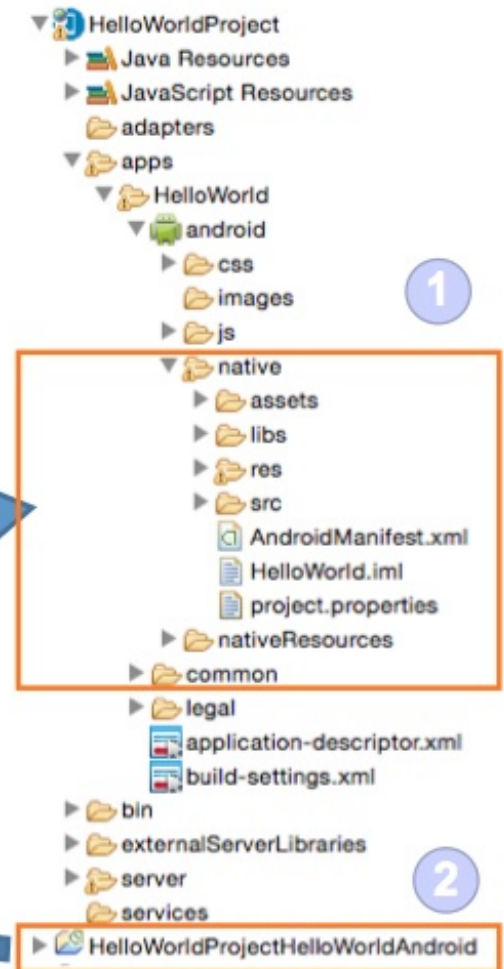 HelloWorldProject
Java Resources
JavaScript Resources
adapters
apps
HelloWorld
android
css
images
1
js
native
assets
libs
res
src
AndroidManifest.xml
HelloWorld.iml
project.properties
nativeResources
common
legal
application-descriptor.xml
build-settings.xml
bin
externalServerLibraries
server
2
services
HelloWorldProjectHelloWorldAndroid